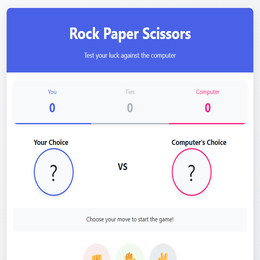 Rock Paper Scissors
Test your luck against the computer
You Ties Computer
0 0 0
Your Choice Computer's Choice
? VS ?
Choose your move to start the game!